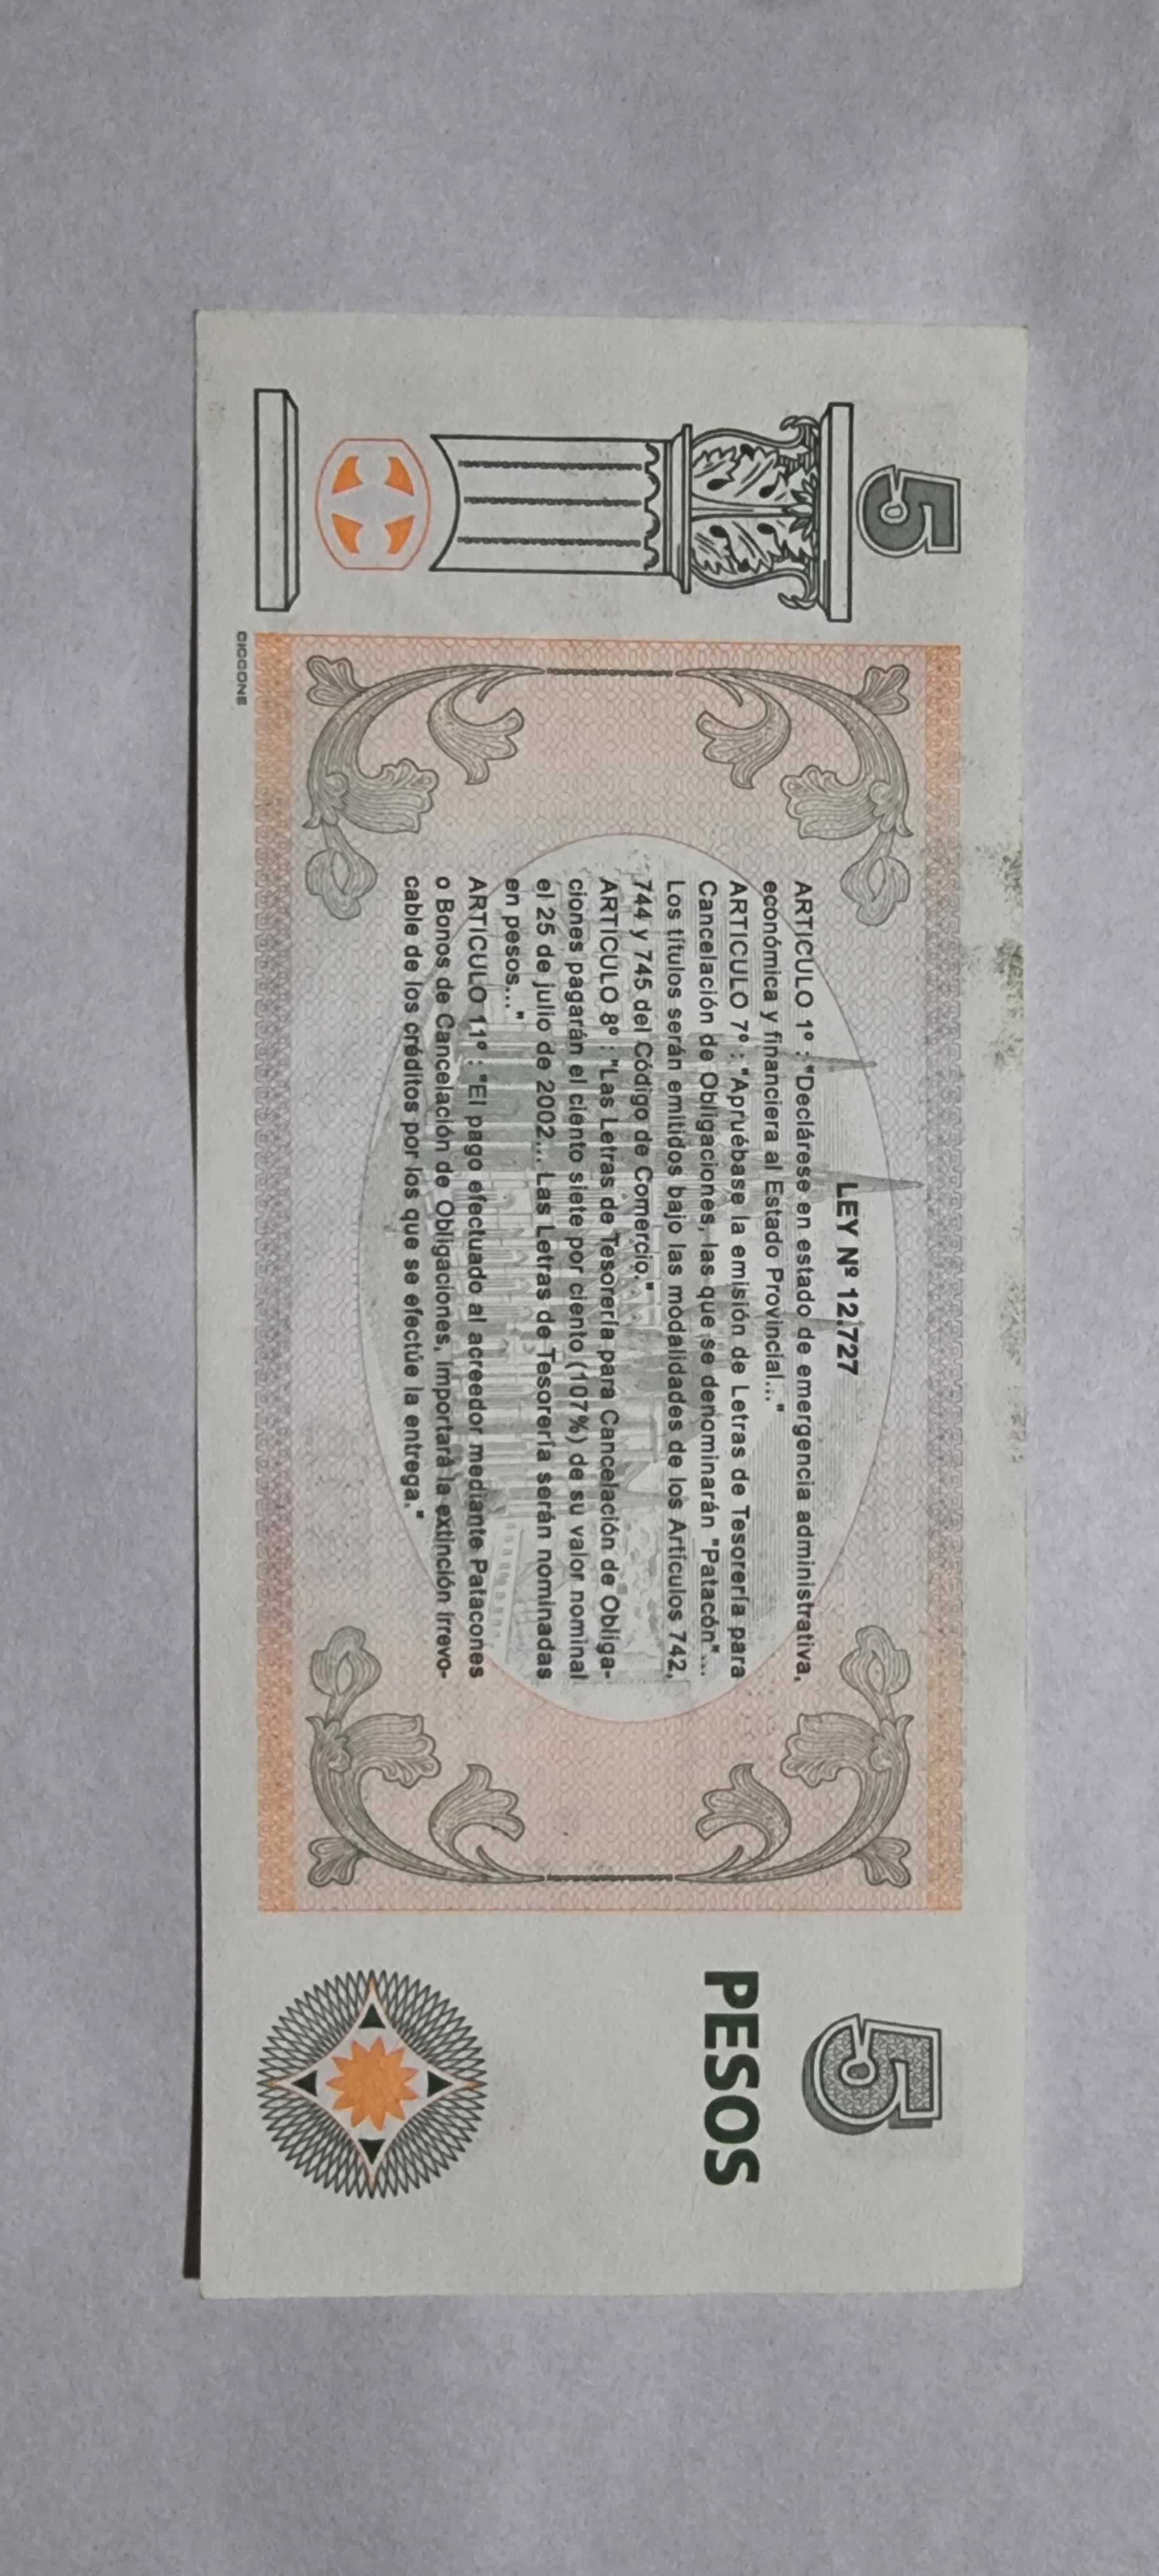 5
LEY Nº 12.727
ARTICULO 1º : "Declárese en estado de emergencia administrativa,
económica y financiera al Estado Provincial..."
ARTICULO 7º : "Apruébase la emisión de Letras de Tesorería para
Cancelación de Obligaciones, las que se denominarán "Patacón"...
Los títulos serán emitidos bajo las modalidades de los Artículos 742,
744 y 745 del Código de Comercio."
ARTICULO 8º : "Las Letras de Tesorería para Cancelación de Obliga-
ciones pagarán el ciento siete por ciento (107%) de su valor nominal
el 25 de julio de 2002... Las Letras de Tesorería serán nominadas
en pesos..."
ARTICULO 11º : "El pago efectuado al acreedor mediante Patacones
o Bonos de Cancelación de Obligaciones, importará la extinción irrevo-
cable de los créditos por los que se efectúe la entrega."
5
PESOS
CICCONE